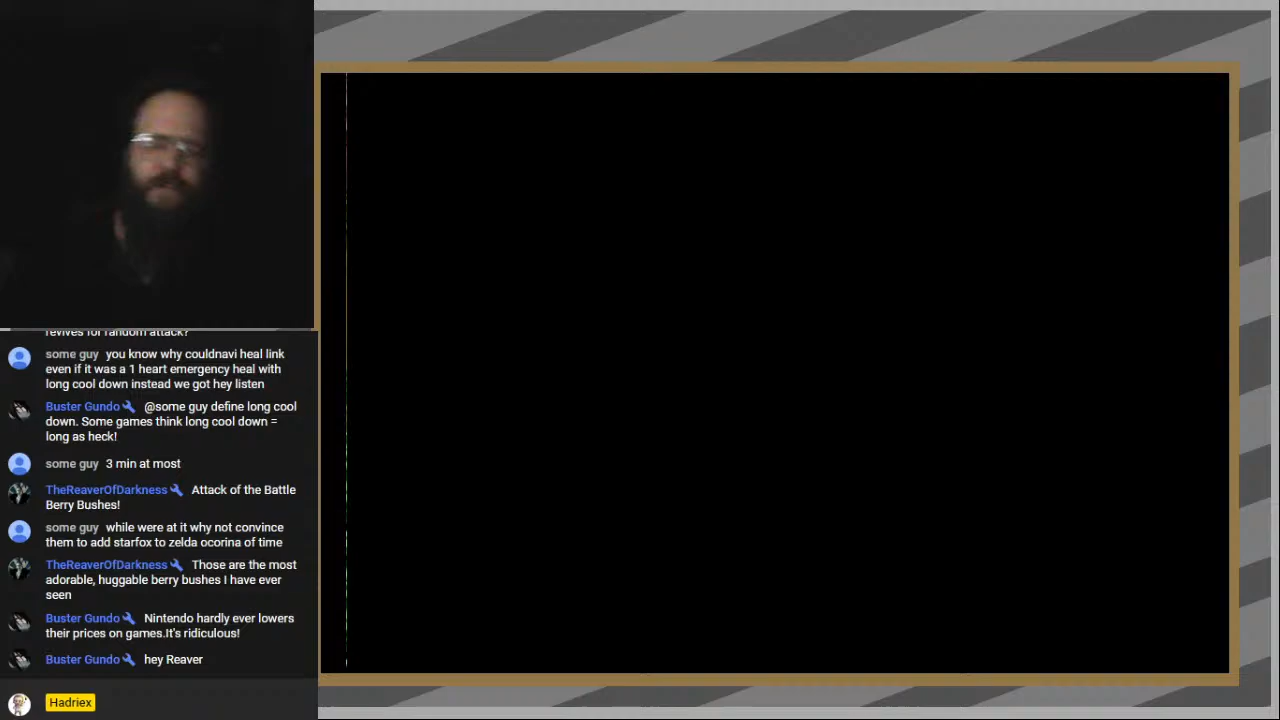 revives for random attack?
some guy you know why couldnavi heal link
even if it was a 1 heart emergency heal with
long cool down instead we got hey listen
Buster Gundo @some guy define long cool
down. Some games think long cool down =
long as heck!
some guy 3 min at most
TheReaverOfDarkness Attack of the Battle
Berry Bushes!
some guy while were at it why not convince
them to add starfox to zelda ocorina of time
TheReaverOfDarkness Those are the most
adorable, huggable berry bushes I have ever
seen
Buster Gundo Nintendo hardly ever lowers
their prices on games.It's ridiculous!
Buster Gundo hey Reaver
Hadriex